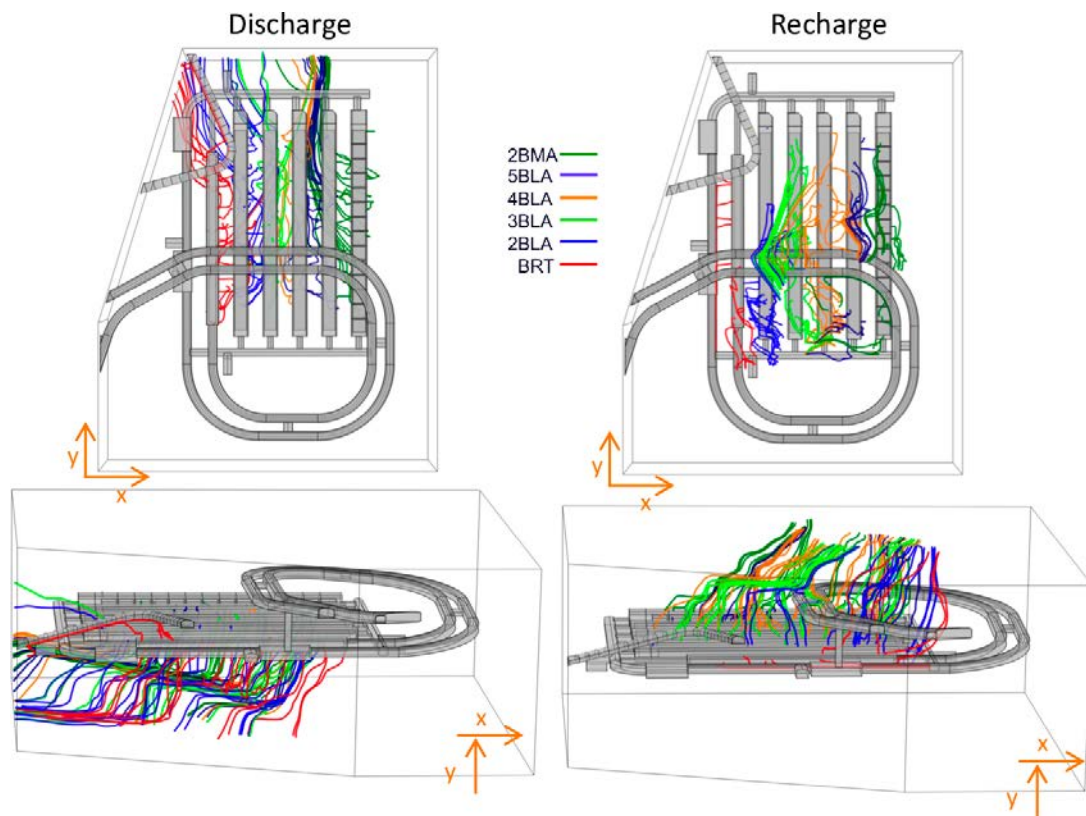 Discharge
Recharge
2BMA
5BLA
4BLA
3BLA
2BLA
BRT
y
x
y
x
x
y
x
y